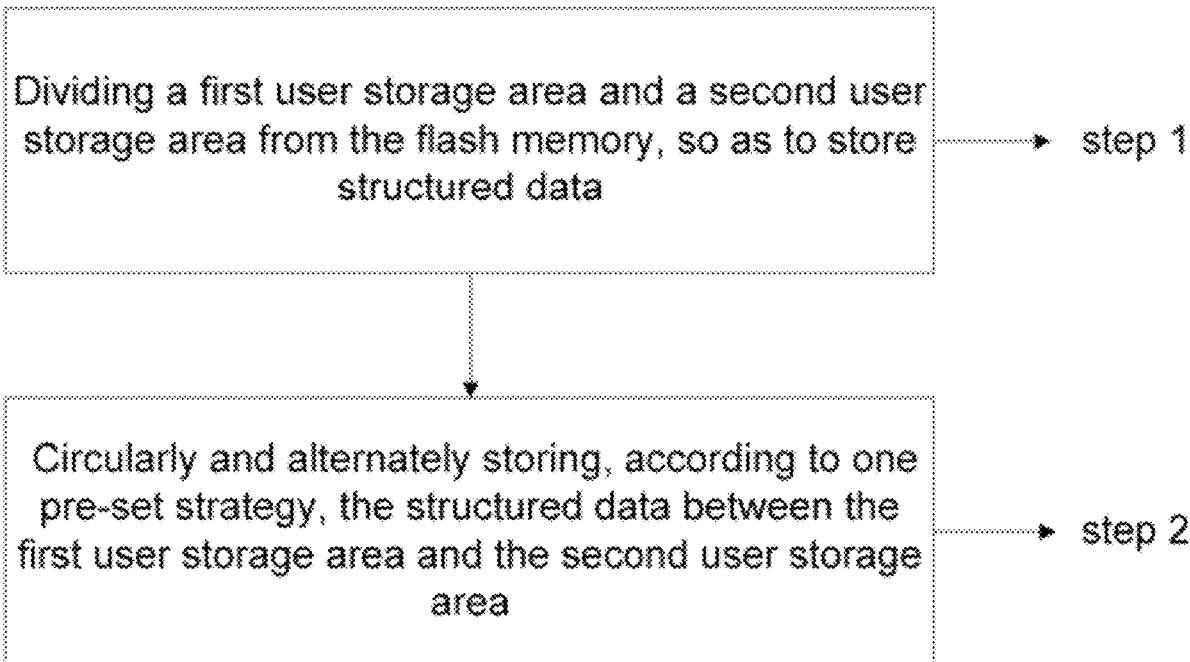 Dividing a first user storage area and a second user
storage area from the flash memory, so as to store
structured data
step 1
Circularly and alternately storing, according to one
pre-set strategy, the structured data between the
first user storage area and the second user storage
area
step 2